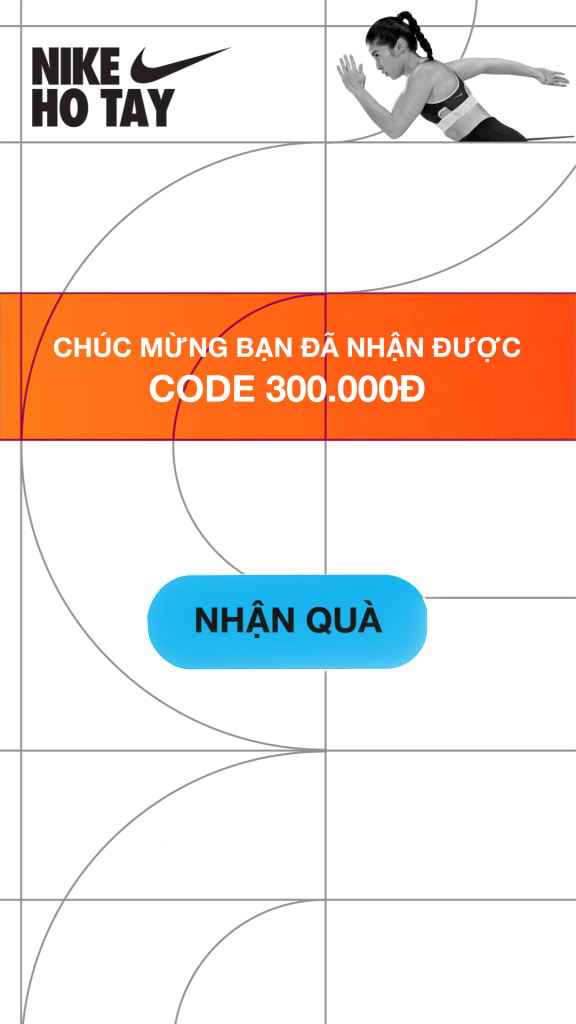 NIKE
HO TAY
CHÚC MỪNG BẠN ĐÃ NHẬN ĐƯỢC
CODE 300.000Đ
NHẬN QUÀ